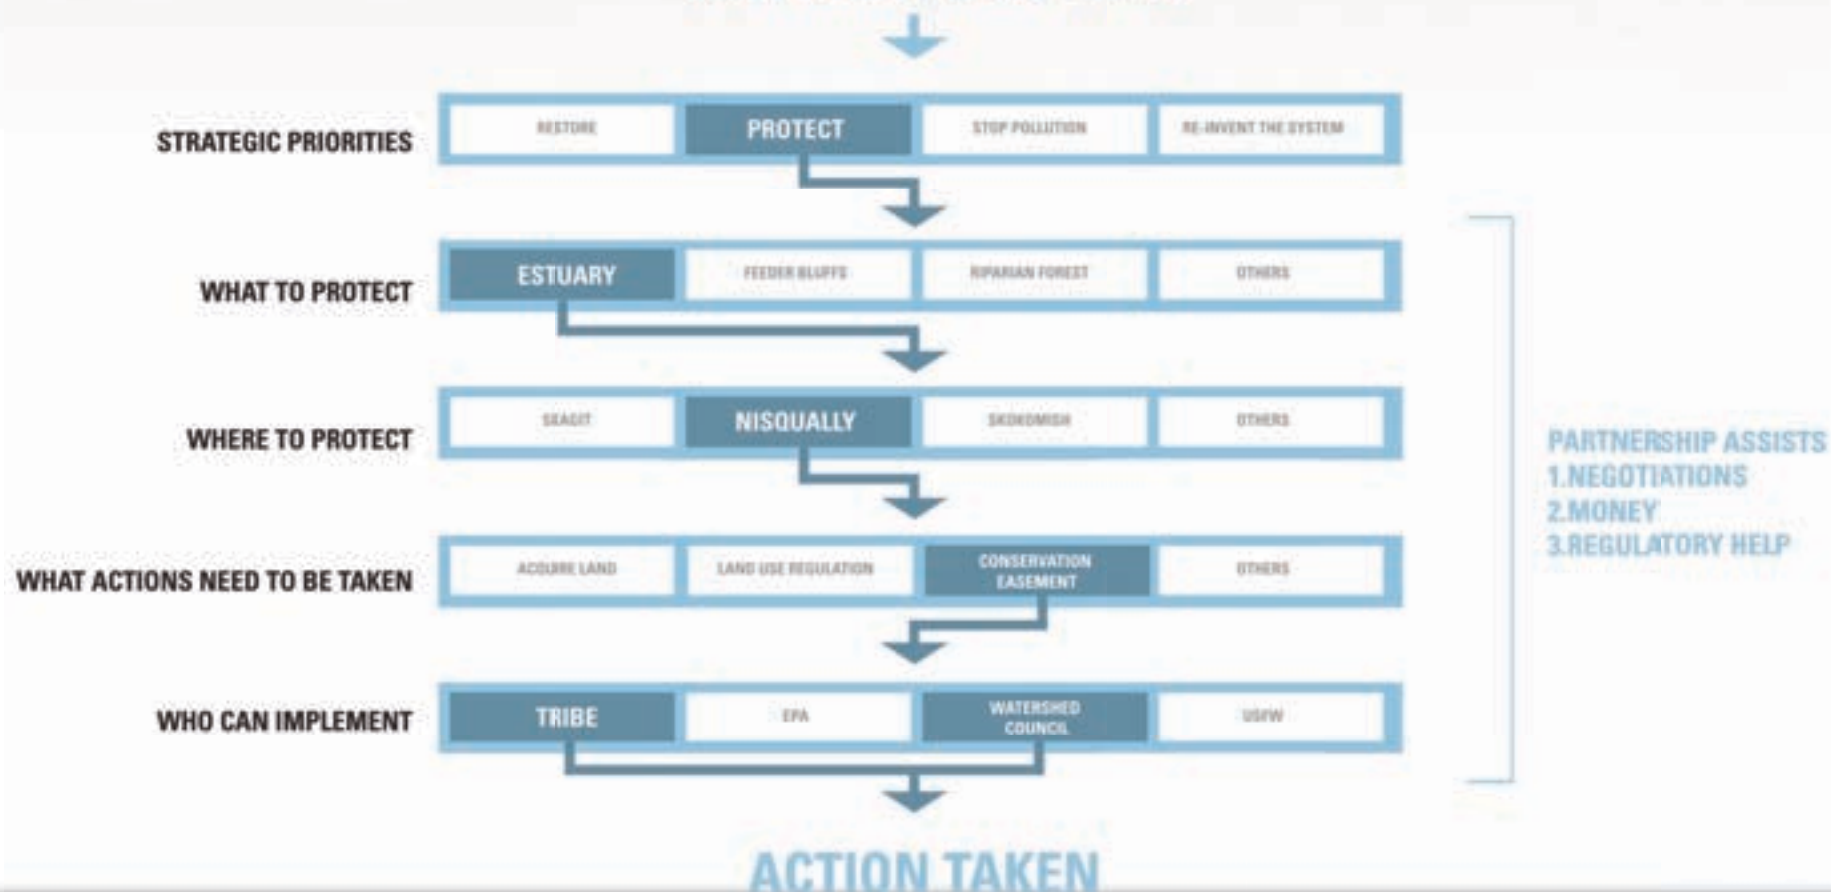 STRATEGIC PRIORITIES
RESTORE
PROTECT
STOP POLLUTION
RE-INVENT THE SYSTEM
WHAT TO PROTECT
ESTUARY
FEEDER BLUFFS
RIPARIAN FOREST
OTHERS
WHERE TO PROTECT
SKAGIT
NISQUALLY
SKOKOMISH
OTHERS
WHAT ACTIONS NEED TO BE TAKEN
ACQUIRE LAND
LAND USE REGULATION
CONSERVATION
EASEMENT
OTHERS
WHO CAN IMPLEMENT
TRIBE
EPA
WATERSHED
COUNCIL
USFW
PARTNERSHIP ASSISTS
1.NEGOTIATIONS
2.MONEY
3.REGULATORY HELP
ACTION TAKEN